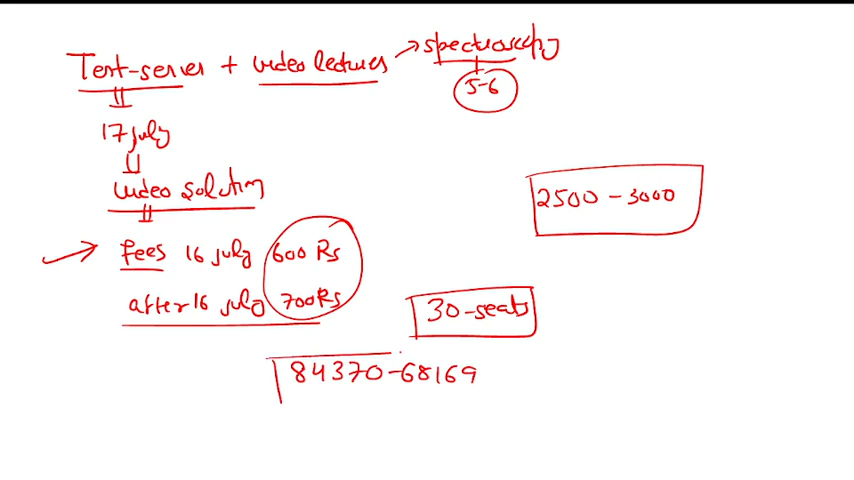 Test-server + video lectures → spectroscopy
5-6
17 july
video solution
2500 - 3000
fees 16 july 600 Rs
after 16 july 700 Rs
30-seats
84370-68169